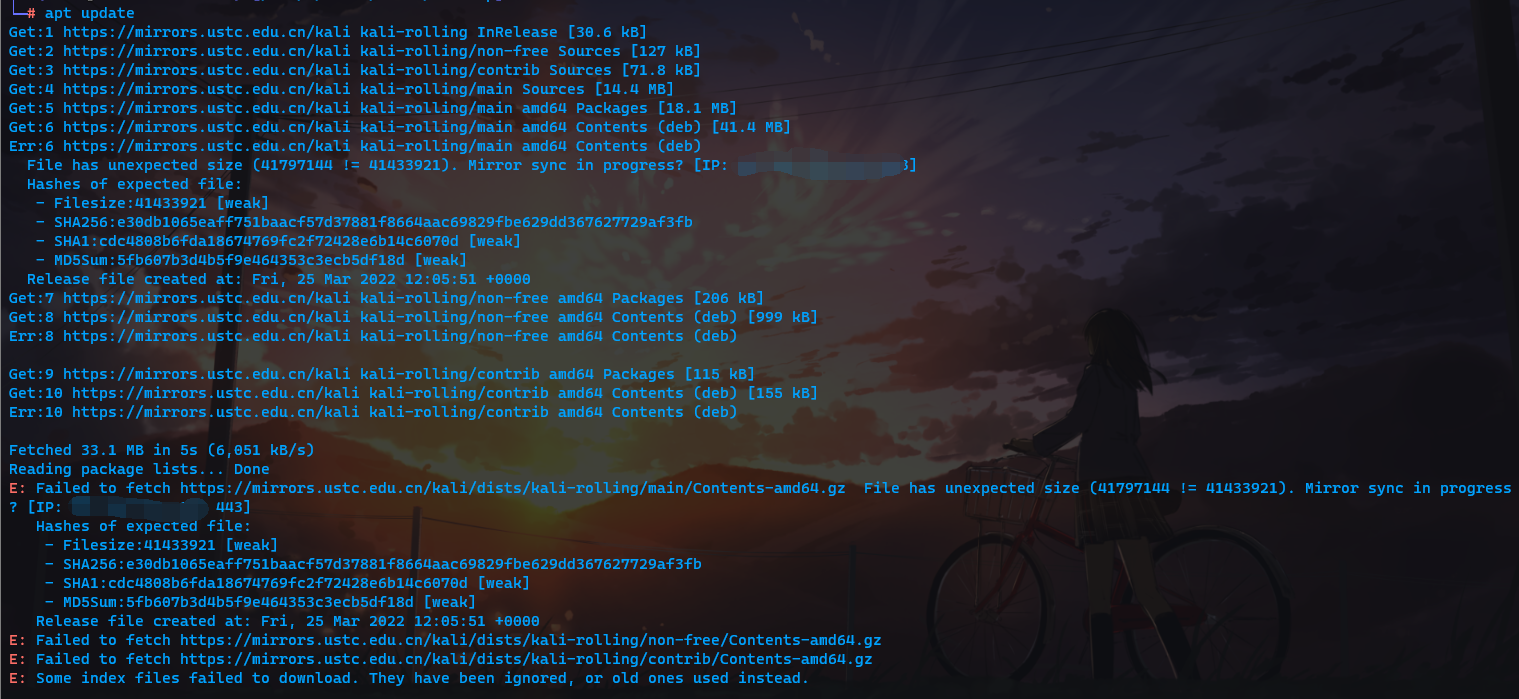 └─# apt update
Get:1 https://mirrors.ustc.edu.cn/kali kali-rolling InRelease [30.6 kB]
Get:2 https://mirrors.ustc.edu.cn/kali kali-rolling/non-free Sources [127 kB]
Get:3 https://mirrors.ustc.edu.cn/kali kali-rolling/contrib Sources [71.8 kB]
Get:4 https://mirrors.ustc.edu.cn/kali kali-rolling/main Sources [14.4 MB]
Get:5 https://mirrors.ustc.edu.cn/kali kali-rolling/main amd64 Packages [18.1 MB]
Get:6 https://mirrors.ustc.edu.cn/kali kali-rolling/main amd64 Contents (deb) [41.4 MB]
Err:6 https://mirrors.ustc.edu.cn/kali kali-rolling/main amd64 Contents (deb)
  File has unexpected size (41797144 != 41433921). Mirror sync in progress? [IP: 3]
  Hashes of expected file:
   - Filesize:41433921 [weak]
   - SHA256:e30db1065eaff751baacf57d37881f8664aac69829fbe629dd367627729af3fb
   - SHA1:cdc4808b6fda18674769fc2f72428e6b14c6070d [weak]
   - MD5Sum:5fb607b3d4b5f9e464353c3ecb5df18d [weak]
  Release file created at: Fri, 25 Mar 2022 12:05:51 +0000
Get:7 https://mirrors.ustc.edu.cn/kali kali-rolling/non-free amd64 Packages [206 kB]
Get:8 https://mirrors.ustc.edu.cn/kali kali-rolling/non-free amd64 Contents (deb) [999 kB]
Err:8 https://mirrors.ustc.edu.cn/kali kali-rolling/non-free amd64 Contents (deb)
Get:9 https://mirrors.ustc.edu.cn/kali kali-rolling/contrib amd64 Packages [115 kB]
Get:10 https://mirrors.ustc.edu.cn/kali kali-rolling/contrib amd64 Contents (deb) [155 kB]
Err:10 https://mirrors.ustc.edu.cn/kali kali-rolling/contrib amd64 Contents (deb)
Fetched 33.1 MB in 5s (6,051 kB/s)
Reading package lists... Done
E: Failed to fetch https://mirrors.ustc.edu.cn/kali/dists/kali-rolling/main/Contents-amd64.gz  File has unexpected size (41797144 != 41433921). Mirror sync in progress
? [IP: 443]
   Hashes of expected file:
    - Filesize:41433921 [weak]
    - SHA256:e30db1065eaff751baacf57d37881f8664aac69829fbe629dd367627729af3fb
    - SHA1:cdc4808b6fda18674769fc2f72428e6b14c6070d [weak]
    - MD5Sum:5fb607b3d4b5f9e464353c3ecb5df18d [weak]
   Release file created at: Fri, 25 Mar 2022 12:05:51 +0000
E: Failed to fetch https://mirrors.ustc.edu.cn/kali/dists/kali-rolling/non-free/Contents-amd64.gz
E: Failed to fetch https://mirrors.ustc.edu.cn/kali/dists/kali-rolling/contrib/Contents-amd64.gz
E: Some index files failed to download. They have been ignored, or old ones used instead.